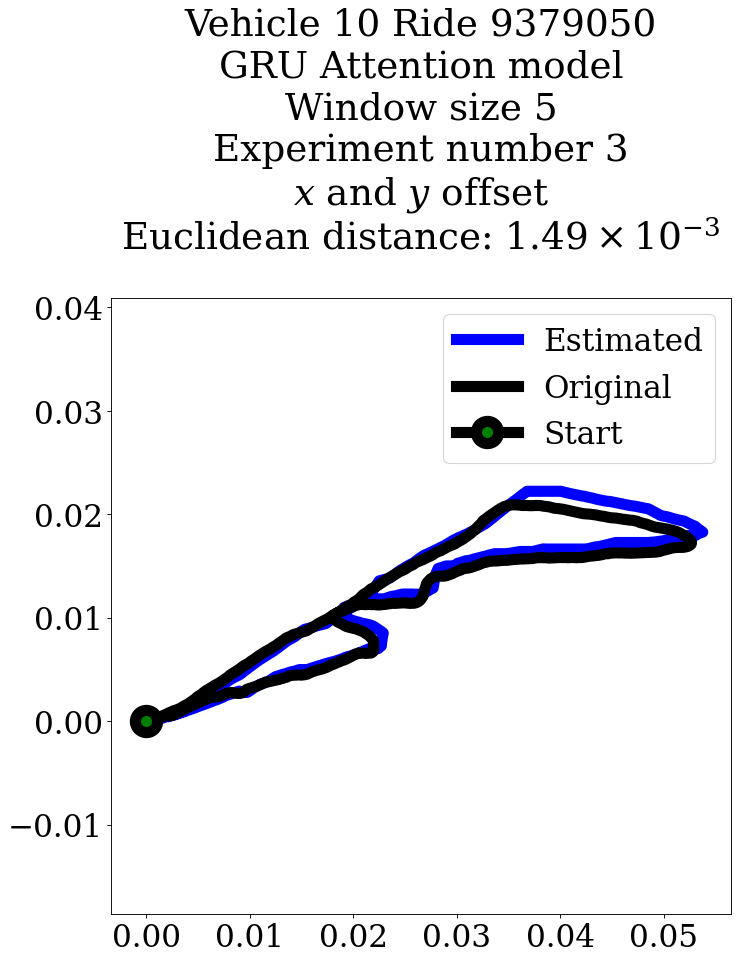 Vehicle 10 Ride 9379050
GRU Attention model
Window size 5
Experiment number 3
x and y offset
Euclidean distance: 1.49 × 10⁻³
0.04
0.03
0.02
0.01
0.00
−0.01
Estimated
Original
Start
0.00 0.01 0.02 0.03 0.04 0.05